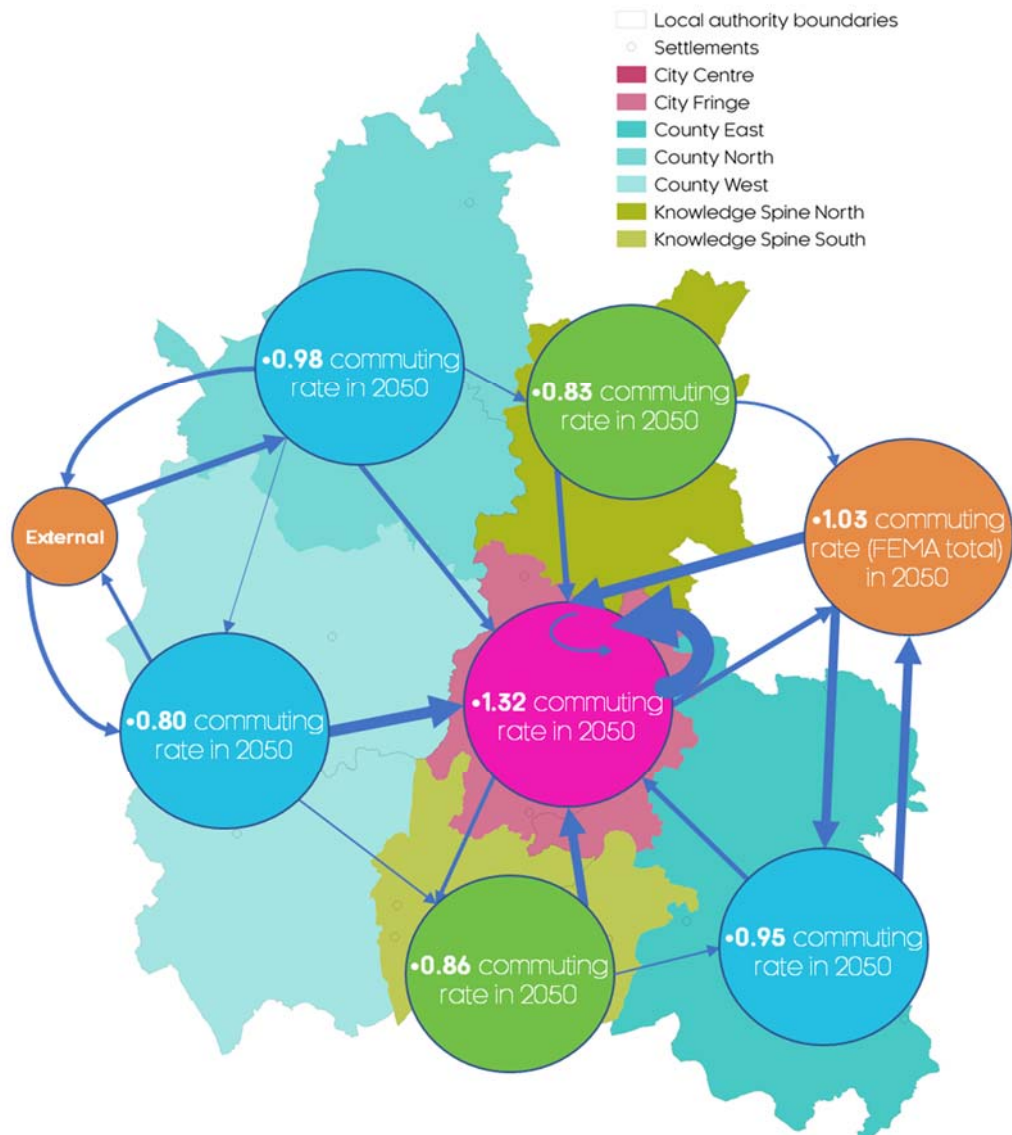 Local authority boundaries
Settlements
City Centre
City Fringe
County East
County North
County West
Knowledge Spine North
Knowledge Spine South
•0.98 commuting
rate in 2050
•0.83 commuting
rate in 2050
External
•1.03 commuting
rate (FEMA total)
in 2050
•0.80 commuting
rate in 2050
•1.32 commuting
rate in 2050
•0.86 commuting
rate in 2050
•0.95 commuting
rate in 2050